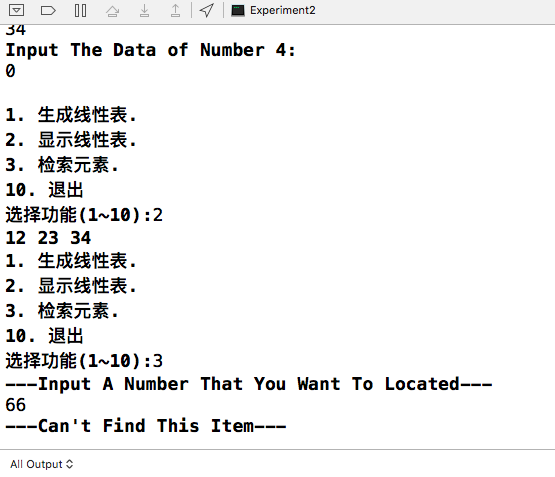 Experiment2
34
Input The Data of Number 4:
0
1. 生成线性表.
2. 显示线性表.
3. 检索元素.
10. 退出
选择功能(1~10):2
12 23 34
1. 生成线性表.
2. 显示线性表.
3. 检索元素.
10. 退出
选择功能(1~10):3
---Input A Number That You Want To Located---
66
---Can't Find This Item---
All Output